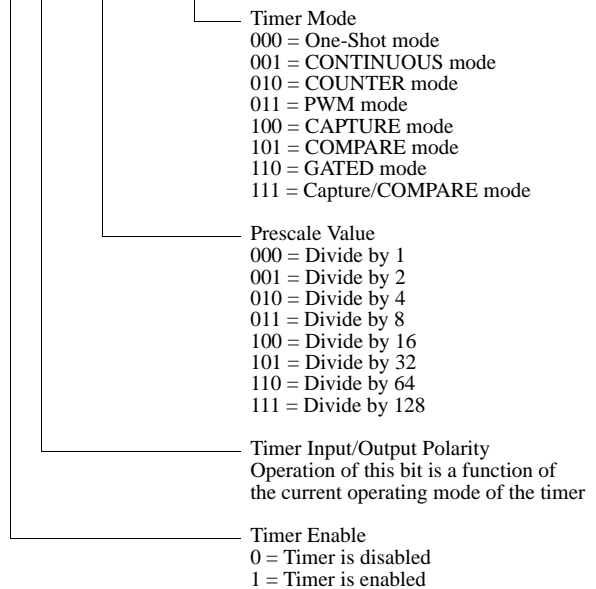 Timer Mode
000 = One-Shot mode
001 = CONTINUOUS mode
010 = COUNTER mode
011 = PWM mode
100 = CAPTURE mode
101 = COMPARE mode
110 = GATED mode
111 = Capture/COMPARE mode
Prescale Value
000 = Divide by 1
001 = Divide by 2
010 = Divide by 4
011 = Divide by 8
100 = Divide by 16
101 = Divide by 32
110 = Divide by 64
111 = Divide by 128
Timer Input/Output Polarity
Operation of this bit is a function of
the current operating mode of the timer
Timer Enable
0 = Timer is disabled
1 = Timer is enabled